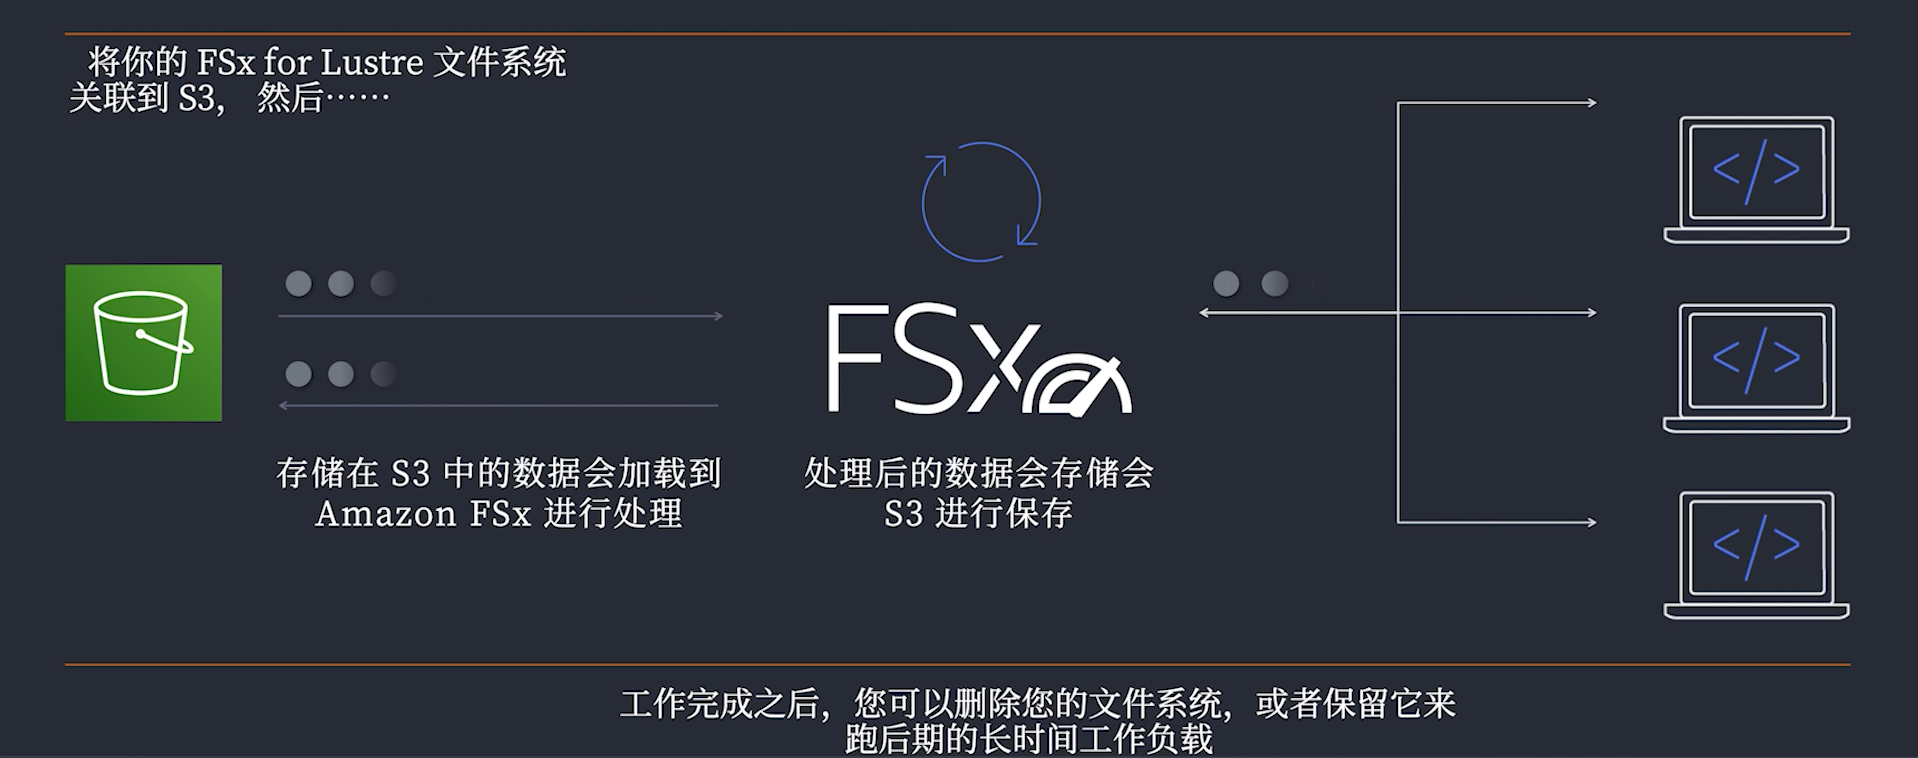 将你的 FSx for Lustre 文件系统
关联到 S3， 然后……
</>
</>
</>
FSx
存储在 S3 中的数据会加载到
Amazon FSx 进行处理
处理后的数据会存储会
S3 进行保存
工作完成之后，您可以删除您的文件系统，或者保留它来
跑后期的长时间工作负载